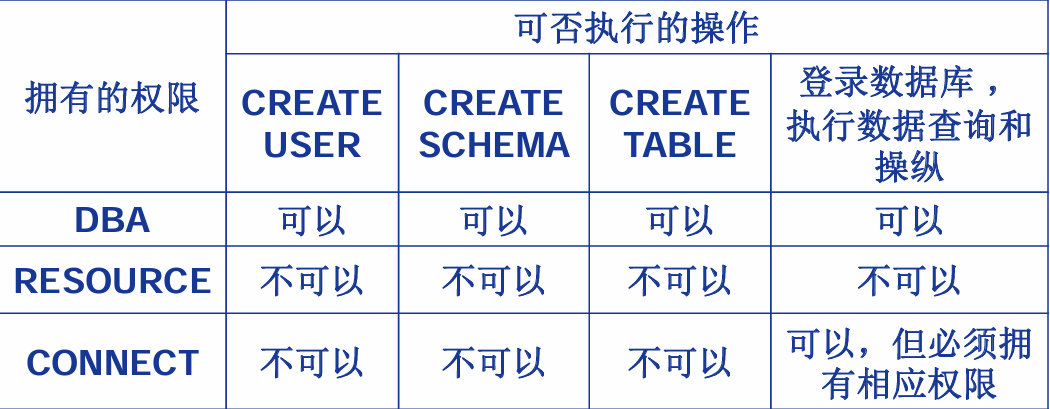 拥有的权限
可否执行的操作
CREATE
USER
CREATE
SCHEMA
CREATE
TABLE
登录数据库，
执行数据查询和
操纵
DBA
可以
可以
可以
可以
RESOURCE
不可以
不可以
不可以
不可以
CONNECT
不可以
不可以
不可以
可以，但必须拥
有相应权限